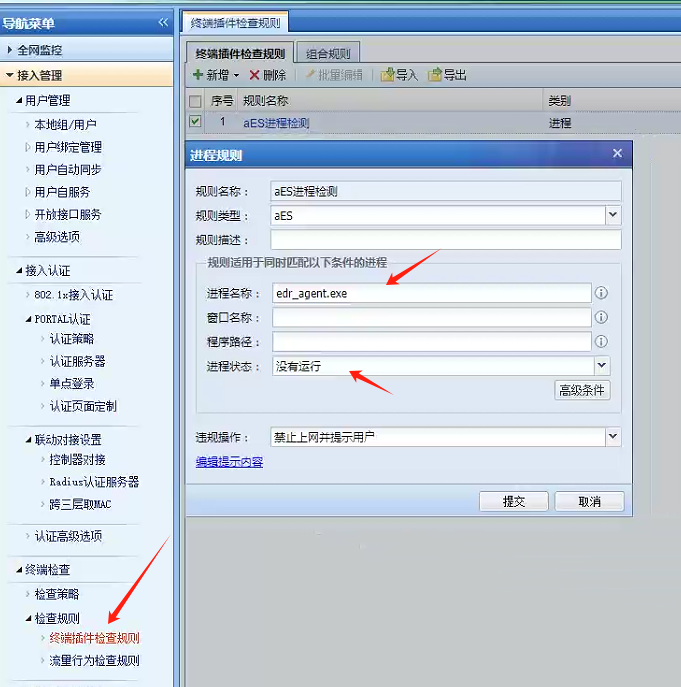 导航菜单
全网监控
接入管理
用户管理
本地组/用户
用户绑定管理
用户自动同步
用户自服务
开放接口服务
高级选项
接入认证
802.1x接入认证
PORTAL认证
认证策略
认证服务器
单点登录
认证页面定制
联动对接设置
控制器对接
Radius认证服务器
跨三层取MAC
认证高级选项
终端检查
检查策略
检查规则
终端插件检查规则
流量行为检查规则
终端插件检查规则
终端插件检查规则 组合规则
新增 删除 批量编辑 导入 导出
序号 规则名称 类别
1 aES进程检测 进程
进程规则
规则名称： aES进程检测
规则类型： aES
规则描述：
规则适用于同时匹配以下条件的进程
进程名称： edr_agent.exe
窗口名称：
程序路径：
进程状态： 没有运行
高级条件
违规操作： 禁止上网并提示用户
编辑提示内容
提交 取消